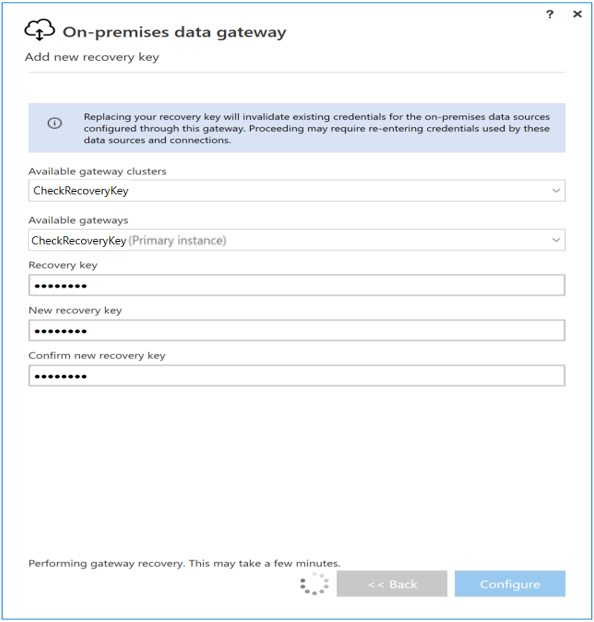 ? ×
On-premises data gateway
Add new recovery key
Replacing your recovery key will invalidate existing credentials for the on-premises data sources
configured through this gateway. Proceeding may require re-entering credentials used by these
data sources and connections.
Available gateway clusters
CheckRecoveryKey
Available gateways
CheckRecoveryKey (Primary instance)
Recovery key
••••••••
New recovery key
••••••••
Confirm new recovery key
••••••••
Performing gateway recovery. This may take a few minutes.
<< Back
Configure